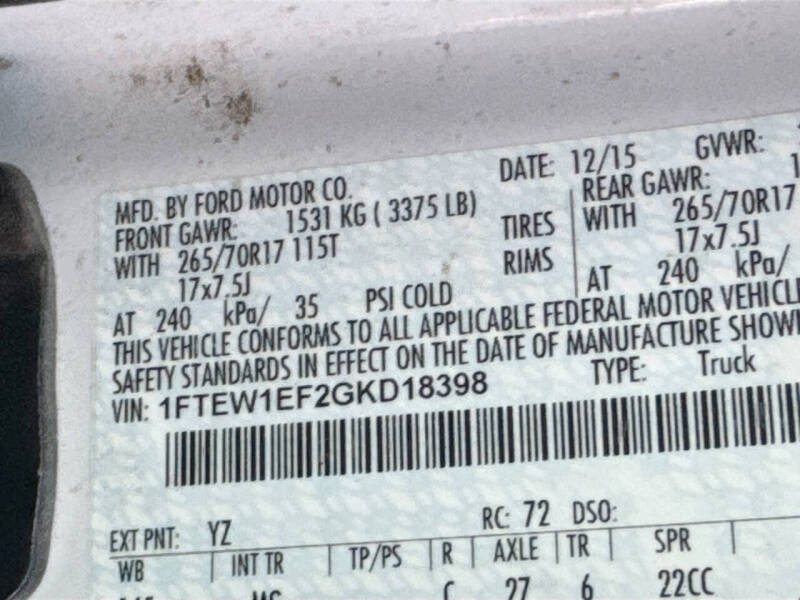 MFD. BY FORD MOTOR CO. DATE: 12/15 GVWR:
FRONT GAWR: 1531 KG ( 3375 LB) REAR GAWR:
WITH 265/70R17 115T TIRES WITH 265/70R17
17x7.5J RIMS 17x7.5J
AT 240 kPa/ 35 PSI COLD AT 240 kPa/
THIS VEHICLE CONFORMS TO ALL APPLICABLE FEDERAL MOTOR VEHICLE
SAFETY STANDARDS IN EFFECT ON THE DATE OF MANUFACTURE SHOWN
VIN: 1FTEW1EF2GKD18398 TYPE: Truck
EXT PNT: YZ RC: 72 DSO:
WB INT TR TP/PS R AXLE TR SPR
C 27 6 22CC